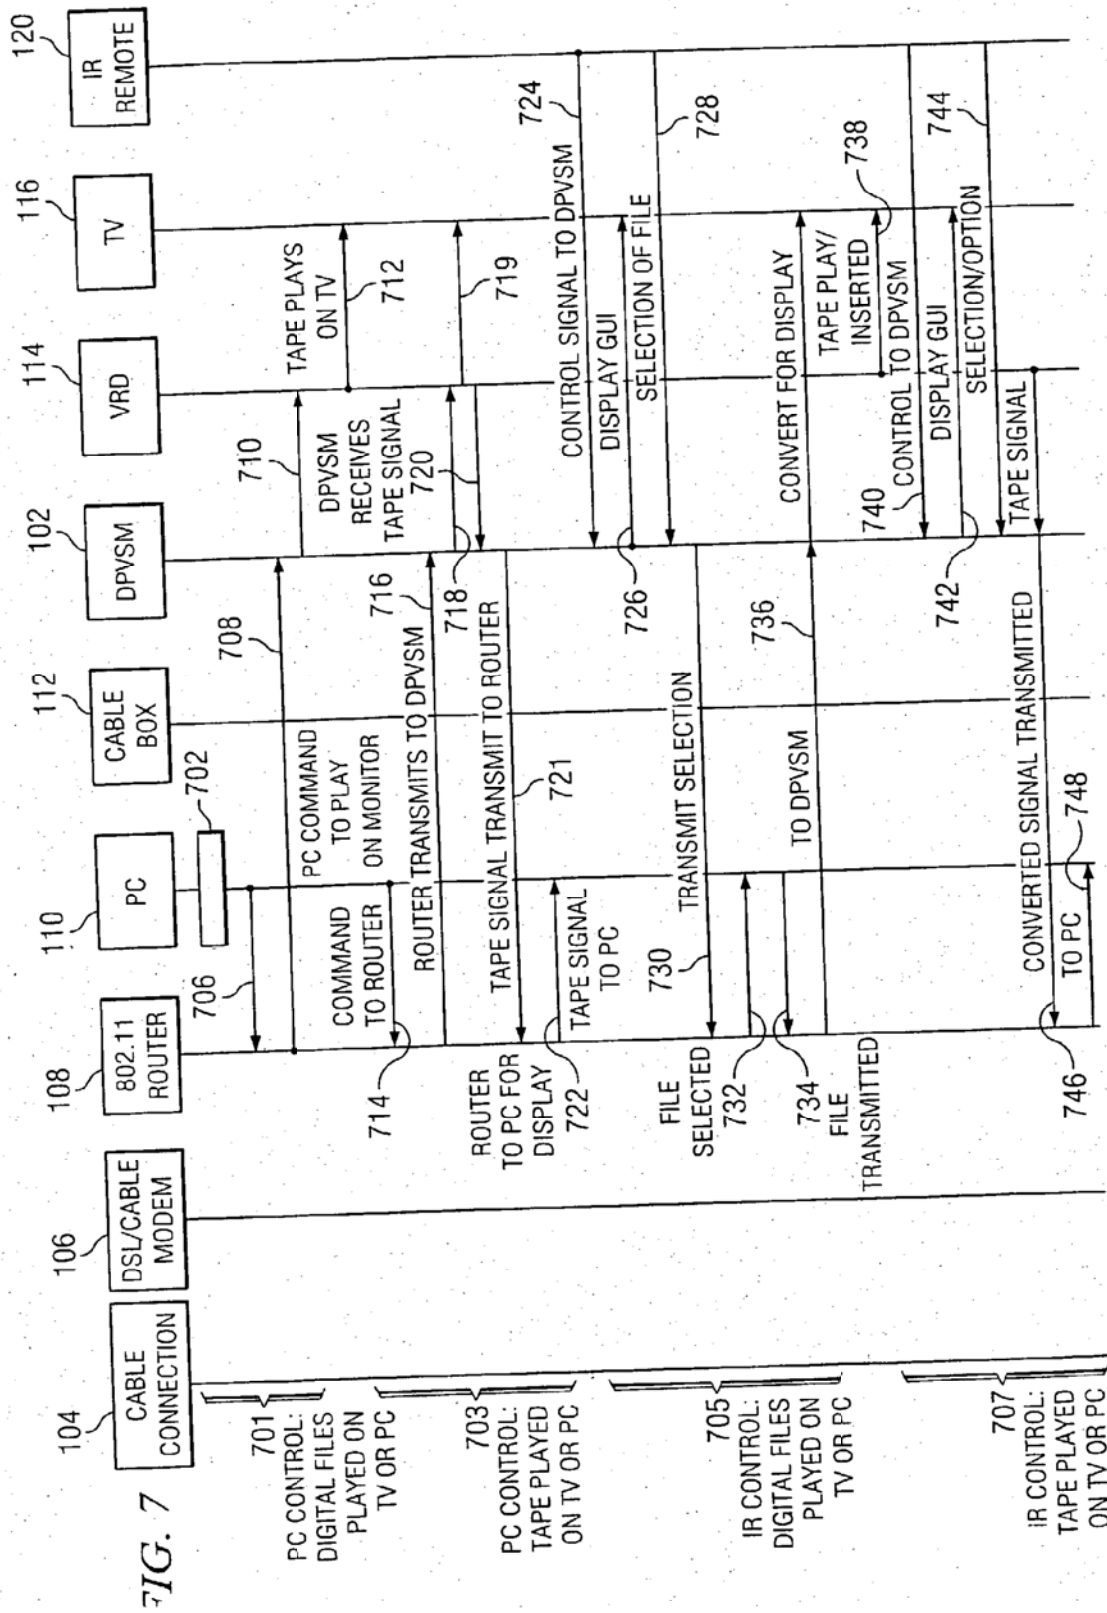 FIG. 7
104
CABLE
CONNECTION
106
DSL/CABLE
MODEM
108
802.11
ROUTER
110
PC
112
CABLE
BOX
102
DPVSM
114
VRD
116
TV
120
IR
REMOTE
702
701
PC CONTROL:
DIGITAL FILES
PLAYED ON
TV OR PC
706
708
710
TAPE PLAYS
ON TV
712
PC COMMAND
TO PLAY
ON MONITOR
703
PC CONTROL:
TAPE PLAYED
ON TV OR PC
COMMAND
TO ROUTER
714
ROUTER TRANSMITS TO DPVSM
716
718
719
DPVSM
RECEIVES
TAPE SIGNAL
720
TAPE SIGNAL TRANSMIT TO ROUTER
721
ROUTER
TO PC FOR
DISPLAY
722
TAPE SIGNAL
TO PC
705
IR CONTROL:
DIGITAL FILES
PLAYED ON
TV OR PC
724
CONTROL SIGNAL TO DPVSM
DISPLAY GUI
726
SELECTION OF FILE
728
TRANSMIT SELECTION
730
FILE
SELECTED
732
734
FILE
TRANSMITTED
TO DPVSM
736
CONVERT FOR DISPLAY
TAPE PLAY/
INSERTED
738
707
IR CONTROL:
TAPE PLAYED
ON TV OR PC
740
CONTROL TO DPVSM
DISPLAY GUI
742
SELECTION/OPTION
744
TAPE SIGNAL
CONVERTED SIGNAL TRANSMITTED
746
TO PC
748